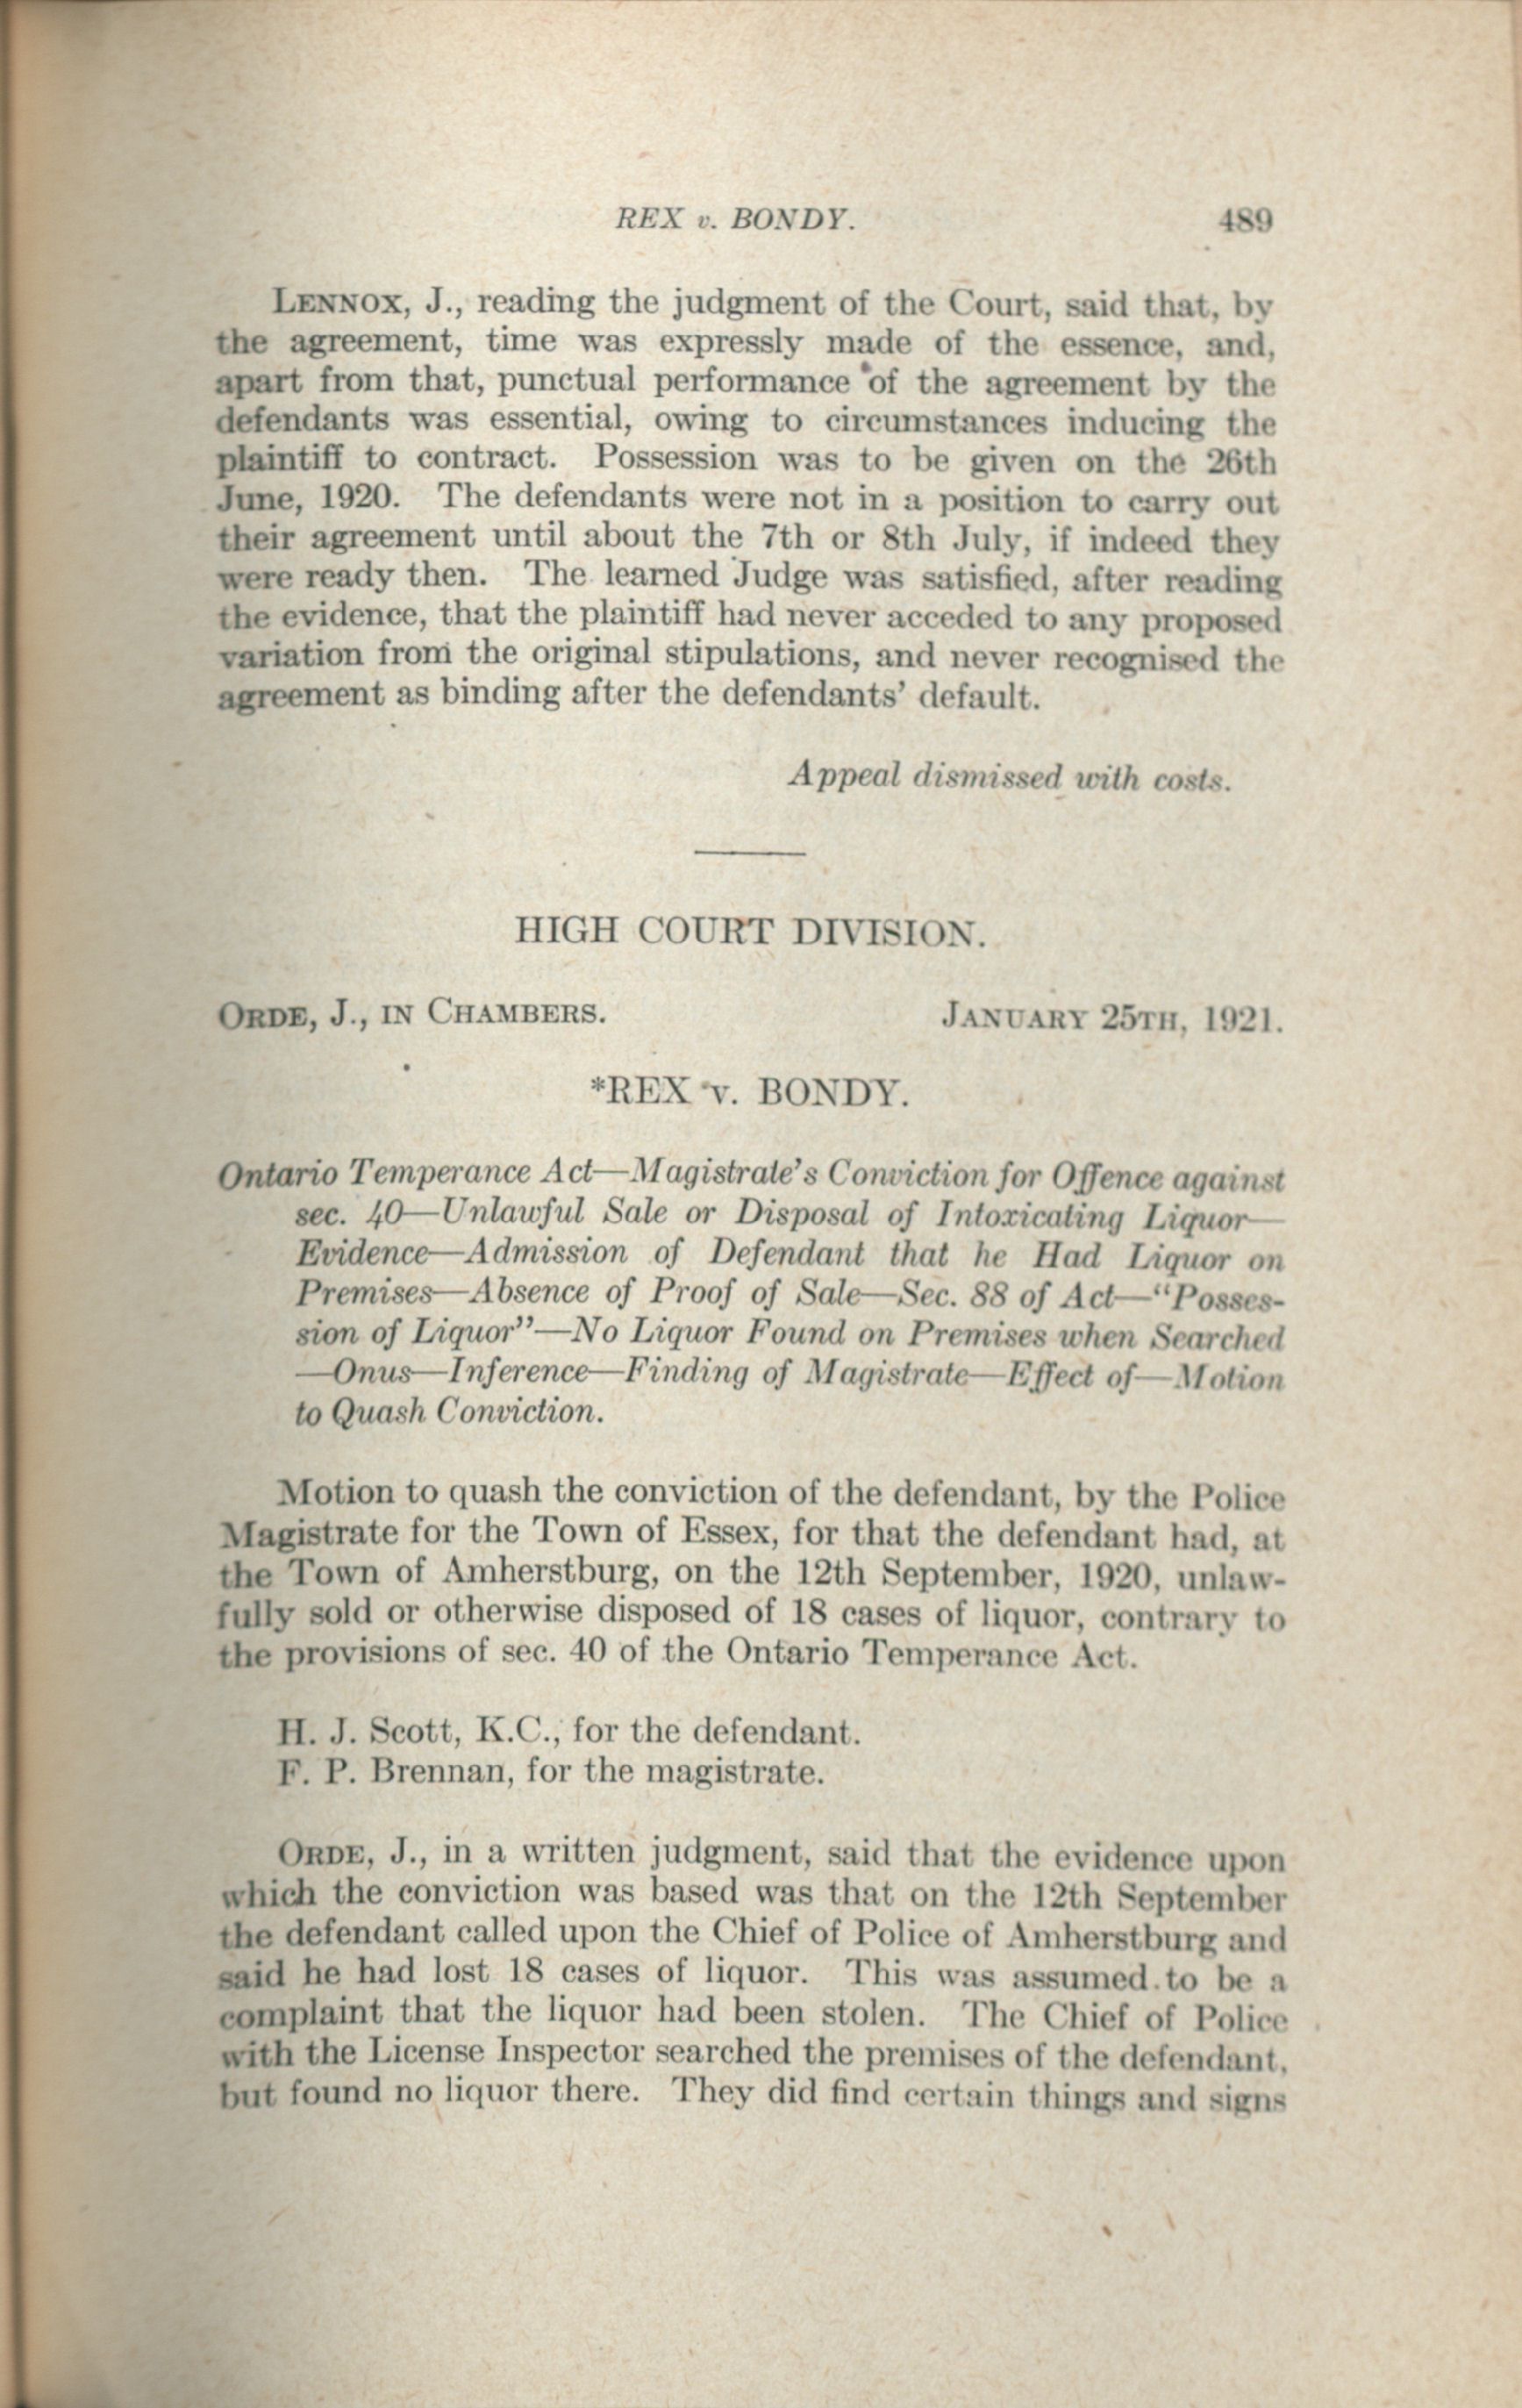 REX v. BONDY. 489
LENNOX, J., reading the judgment of the Court, said that, by
the agreement, time was expressly made of the essence, and,
apart from that, punctual performance of the agreement by the
defendants was essential, owing to circumstances inducing the
plaintiff to contract. Possession was to be given on the 26th
June, 1920. The defendants were not in a position to carry out
their agreement until about the 7th or 8th July, if indeed they
were ready then. The learned Judge was satisfied, after reading
the evidence, that the plaintiff had never acceded to any proposed
variation from the original stipulations, and never recognised the
agreement as binding after the defendants' default.
Appeal dismissed with costs.
HIGH COURT DIVISION.
ORDE, J., IN CHAMBERS. JANUARY 25TH, 1921.
*REX v. BONDY.
Ontario Temperance Act—Magistrate's Conviction for Offence against
sec. 40—Unlawful Sale or Disposal of Intoxicating Liquor—
Evidence—Admission of Defendant that he Had Liquor on
Premises—Absence of Proof of Sale—Sec. 88 of Act—"Posses-
sion of Liquor"—No Liquor Found on Premises when Searched
—Onus—Inference—Finding of Magistrate—Effect of—Motion
to Quash Conviction.
Motion to quash the conviction of the defendant, by the Police
Magistrate for the Town of Essex, for that the defendant had, at
the Town of Amherstburg, on the 12th September, 1920, unlaw-
fully sold or otherwise disposed of 18 cases of liquor, contrary to
the provisions of sec. 40 of the Ontario Temperance Act.
H. J. Scott, K.C., for the defendant.
F. P. Brennan, for the magistrate.
ORDE, J., in a written judgment, said that the evidence upon
which the conviction was based was that on the 12th September
the defendant called upon the Chief of Police of Amherstburg and
said he had lost 18 cases of liquor. This was assumed to be a
complaint that the liquor had been stolen. The Chief of Police
with the License Inspector searched the premises of the defendant,
but found no liquor there. They did find certain things and signs